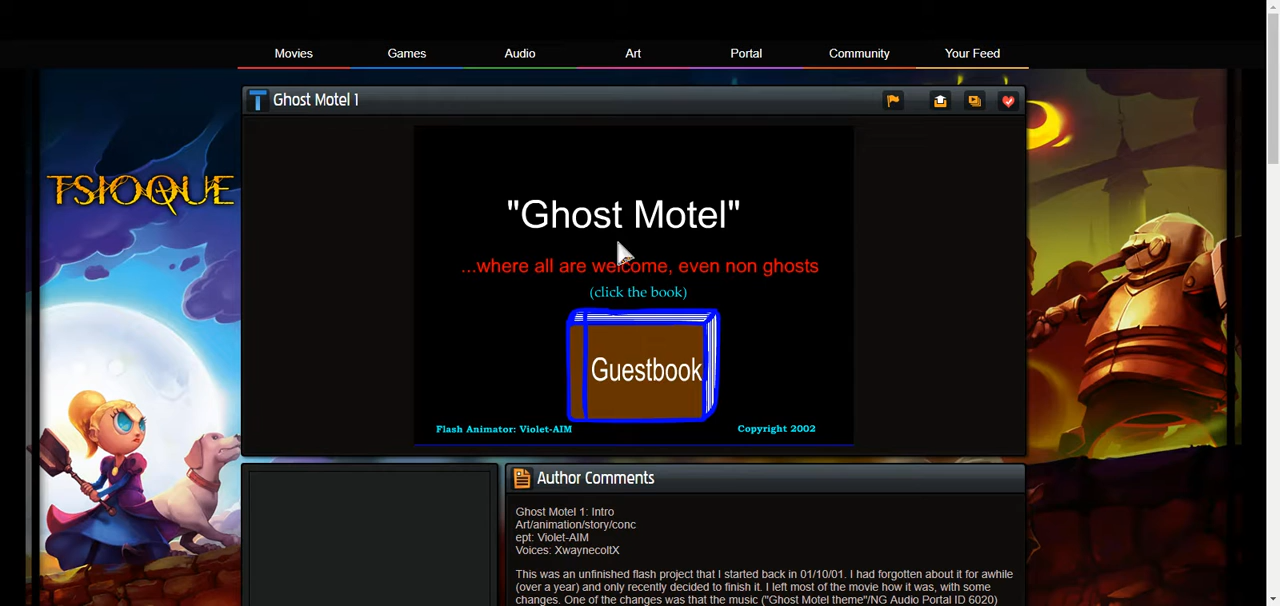 Movies Games Audio Art Portal Community Your Feed
Ghost Motel 1
TSIOQUE
"Ghost Motel"
...where all are welcome, even non ghosts
(click the book)
Guestbook
Flash Animator: Violet-AIM Copyright 2002
Author Comments
Ghost Motel 1: Intro
Art/animation/story/conc
ept: Violet-AIM
Voices: XwaynecoltX
This was an unfinished flash project that I started back in 01/10/01. I had forgotten about it for awhile
(over a year) and only recently decided to finish it. I left most of the movie how it was, with some
changes. One of the changes was that the music ("Ghost Motel theme"/NG Audio Portal ID 6020)